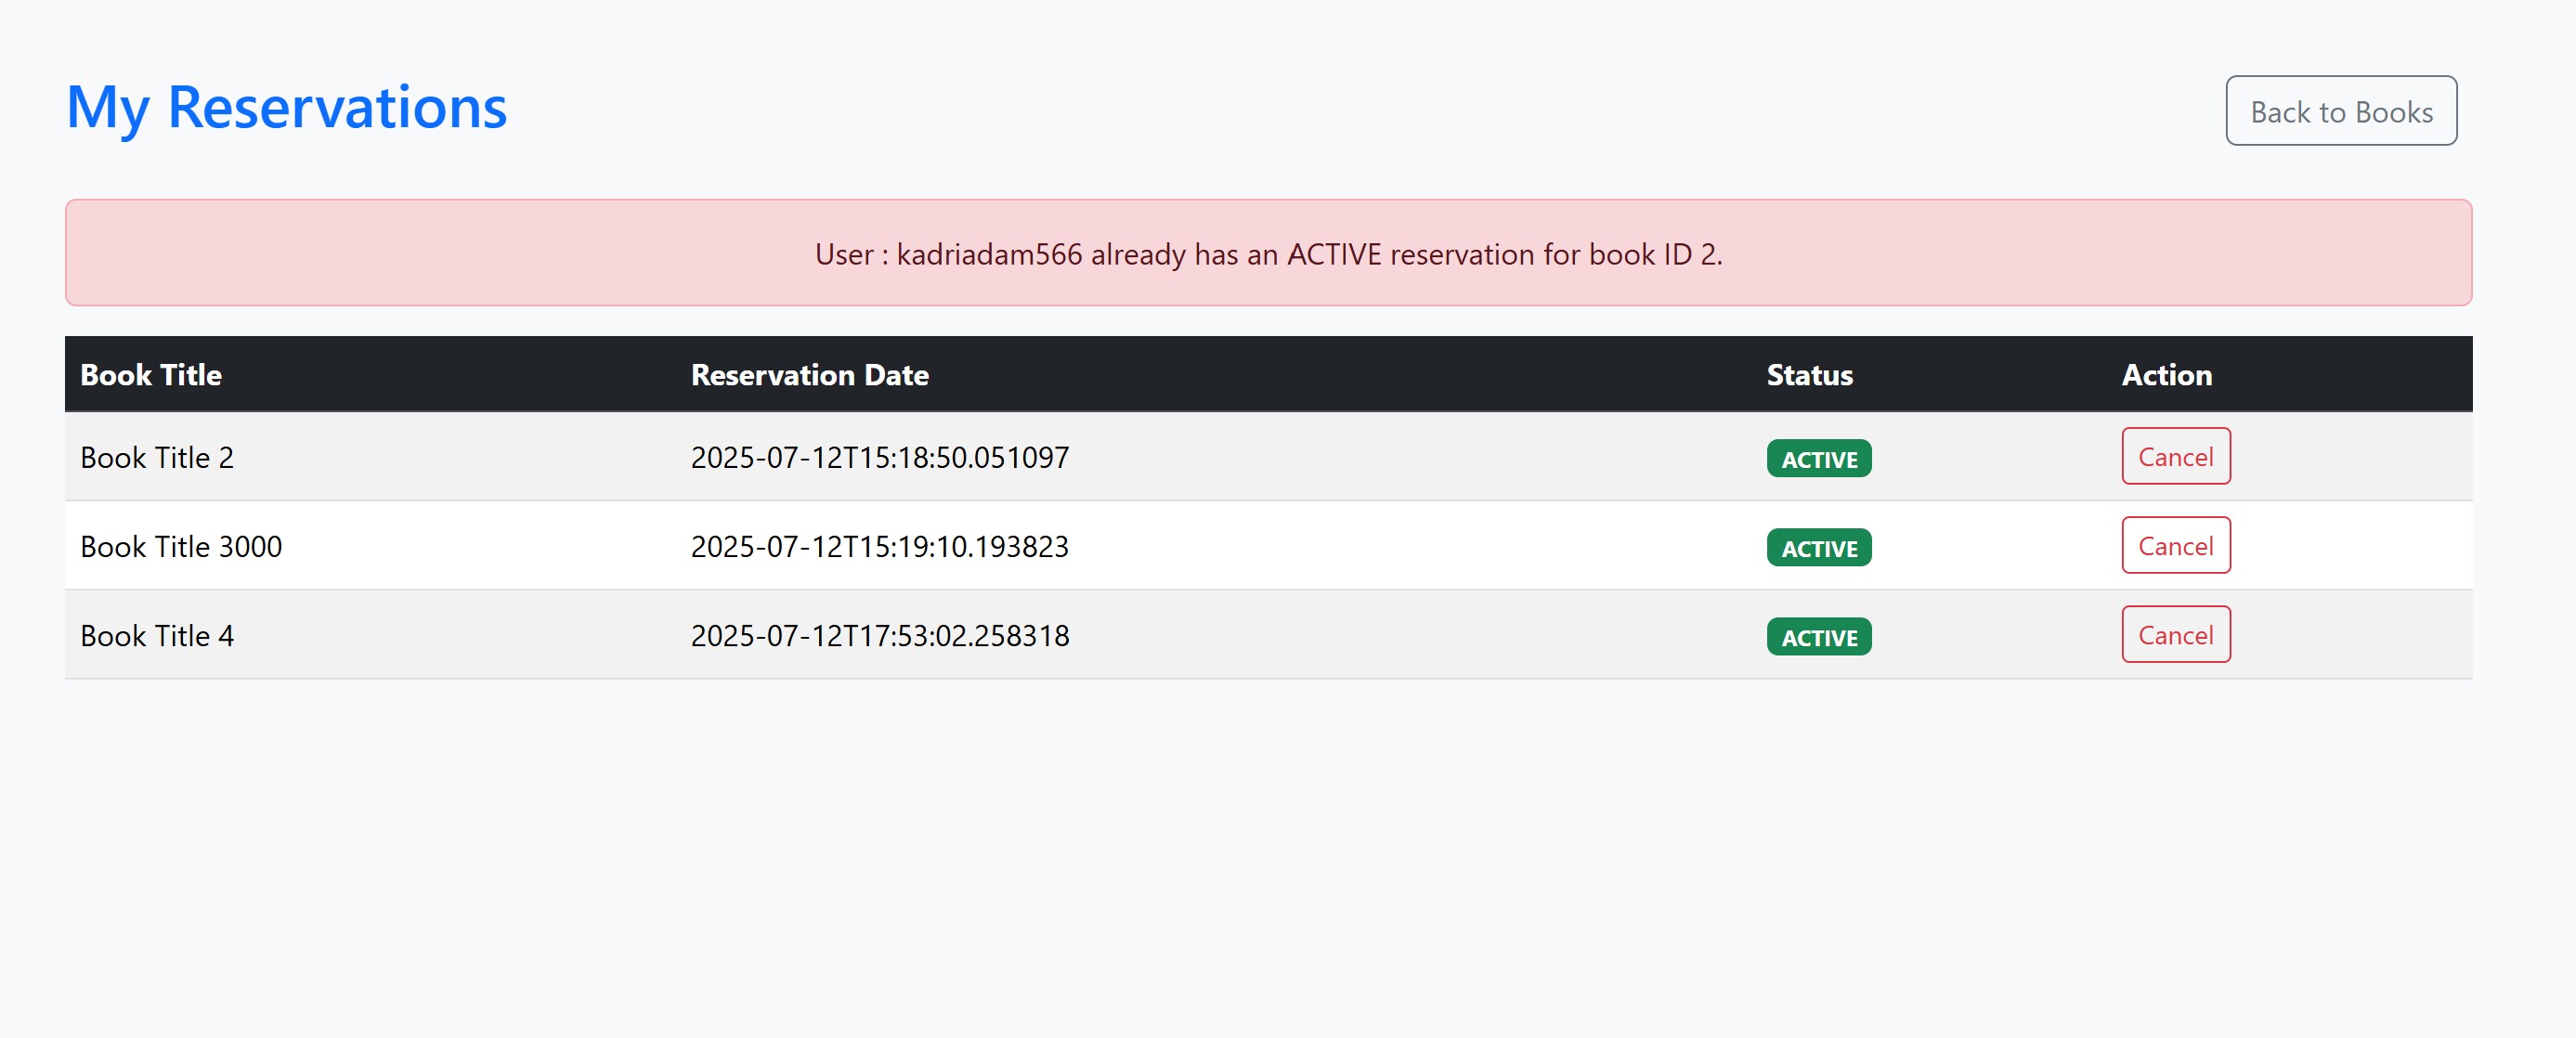 My Reservations
Back to Books
User : kadriadam566 already has an ACTIVE reservation for book ID 2.
Book Title Reservation Date Status Action
Book Title 2 2025-07-12T15:18:50.051097 ACTIVE Cancel
Book Title 3000 2025-07-12T15:19:10.193823 ACTIVE Cancel
Book Title 4 2025-07-12T17:53:02.258318 ACTIVE Cancel